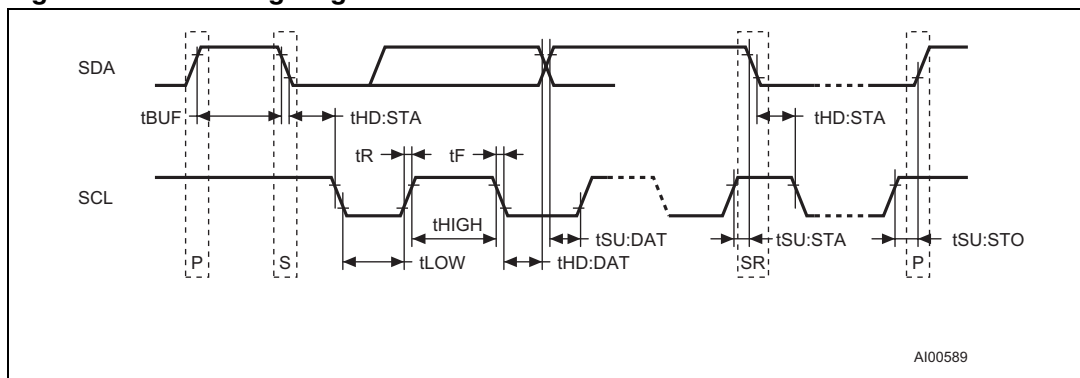 SDA
tBUF
tHD:STA
tHD:STA
tR
tF
SCL
tHIGH
tSU:DAT
tSU:STA
tSU:STO
P
S
tLOW
tHD:DAT
SR
P
AI00589